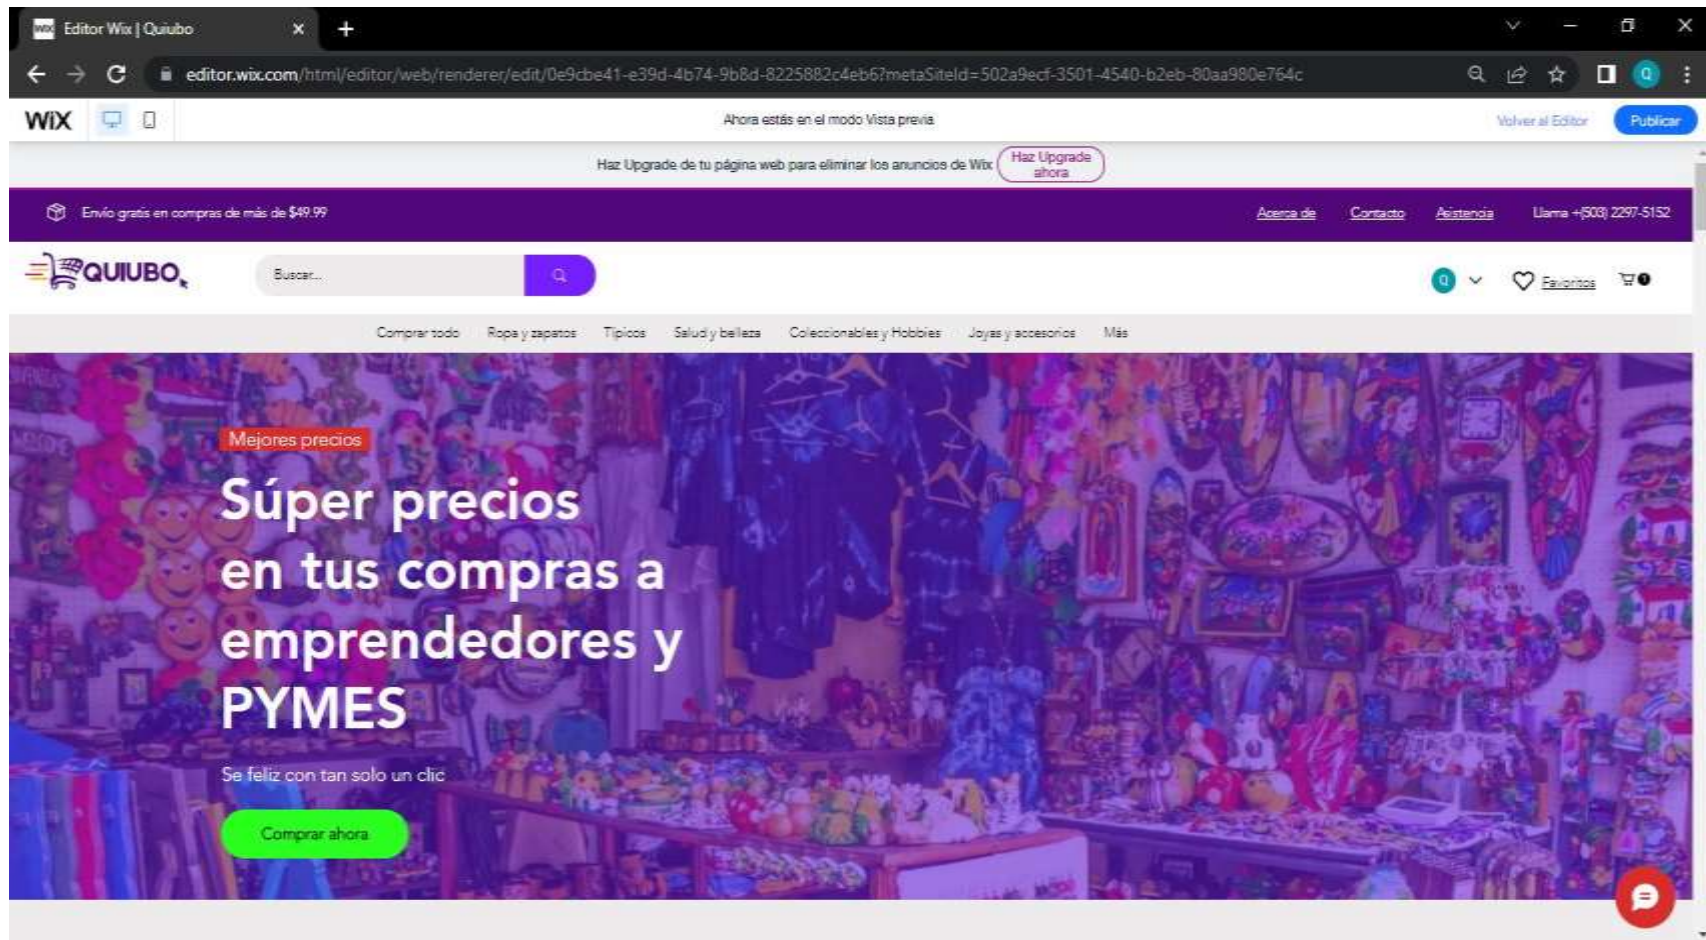 Editor Wix | Quiubo
editor.wix.com/html/editor/web/renderer/edit/0e9cbe41-e39d-4b74-9b8d-8225882c4eb6?metaSiteId=502a9ecf-3501-4540-b2eb-80aa980e764c
Q
WiX
Ahora estás en el modo Vista previa
Volver al Editor
Publicar
Haz Upgrade de tu página web para eliminar los anuncios de Wix
Haz Upgrade
ahora
Envío gratis en compras de más de $49.99
Acerca de
Contacto
Asistencia
Llama +(503) 2297-5152
QUIUBO
Buscar...
Q
Favoritos
1
Comprar todo
Ropa y zapatos
Típicos
Salud y belleza
Coleccionables y Hobbies
Joyas y accesorios
Más
Mejores precios
Súper precios
en tus compras a
emprendedores y
PYMES
Se feliz con tan solo un clic
Comprar ahora